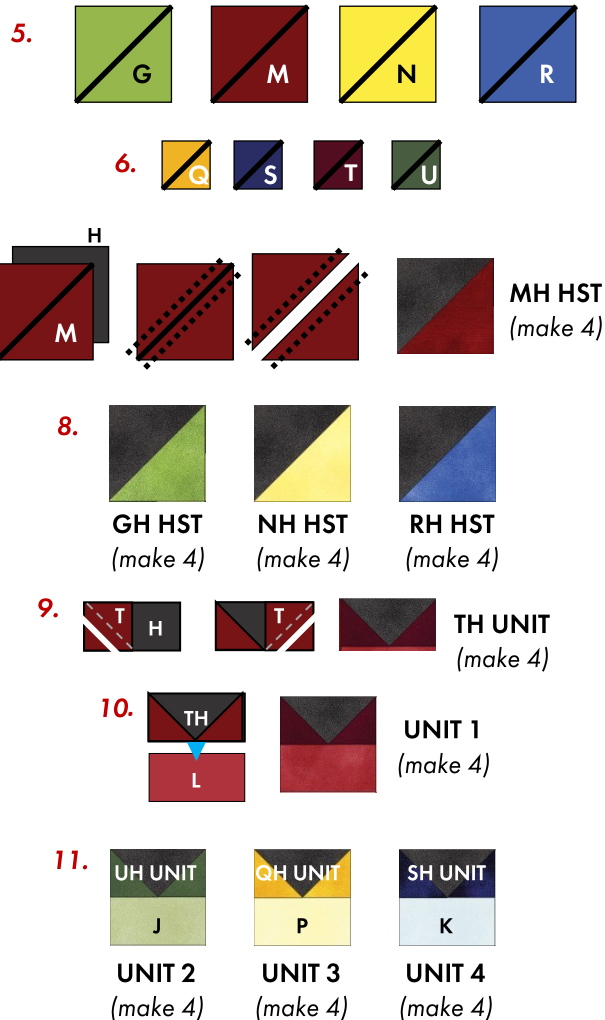 5.
G M N R
6.
Q S T U
H
M
MH HST
(make 4)
8.
GH HST NH HST RH HST
(make 4) (make 4) (make 4)
9.
T H T
TH UNIT
(make 4)
10.
TH
L
UNIT 1
(make 4)
11.
UH UNIT QH UNIT SH UNIT
J P K
UNIT 2 UNIT 3 UNIT 4
(make 4) (make 4) (make 4)